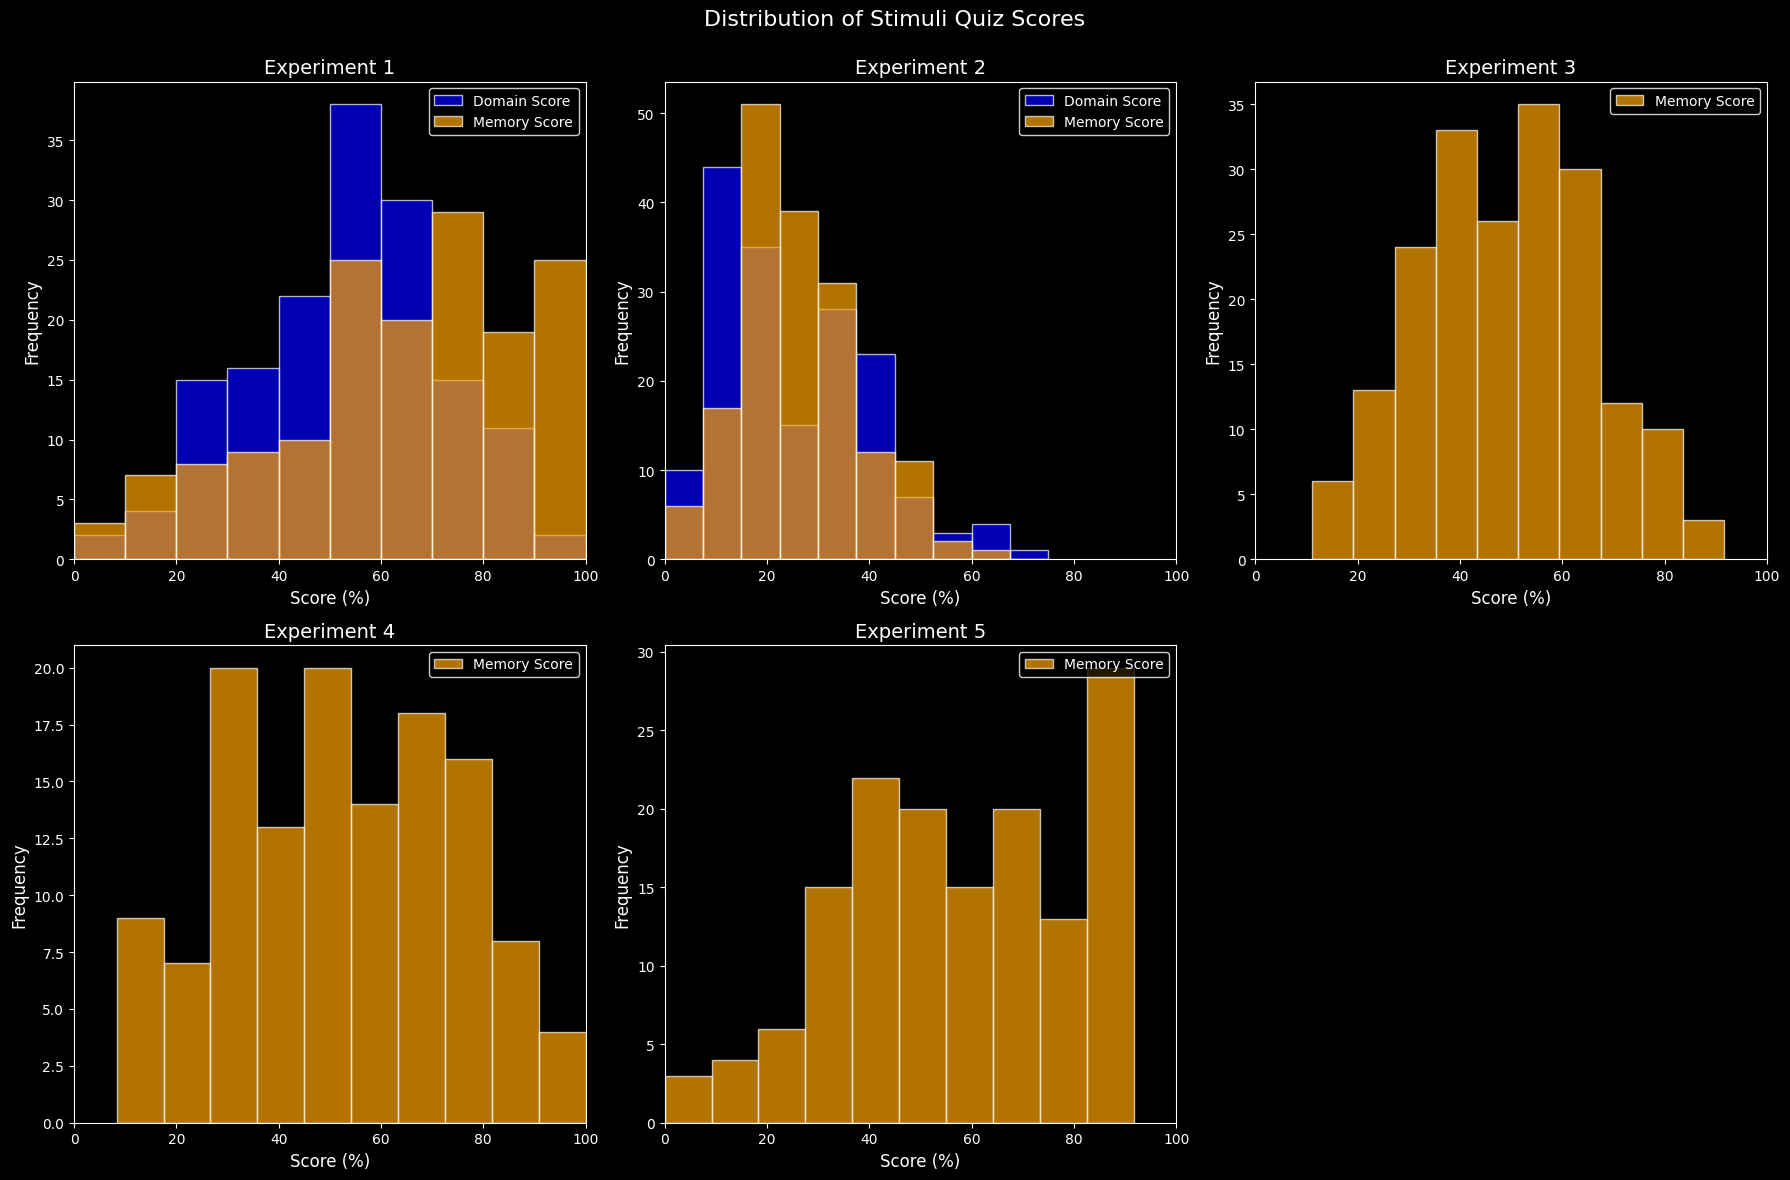 Distribution of Stimuli Quiz Scores
Experiment 1
Domain Score
Memory Score
Frequency
35
30
25
20
15
10
5
0
0 20 40 60 80 100
Score (%)
Experiment 2
Domain Score
Memory Score
Frequency
50
40
30
20
10
0
0 20 40 60 80 100
Score (%)
Experiment 3
Memory Score
Frequency
35
30
25
20
15
10
5
0
0 20 40 60 80 100
Score (%)
Experiment 4
Memory Score
Frequency
20.0
17.5
15.0
12.5
10.0
7.5
5.0
2.5
0.0
0 20 40 60 80 100
Score (%)
Experiment 5
Memory Score
Frequency
30
25
20
15
10
5
0
0 20 40 60 80 100
Score (%)